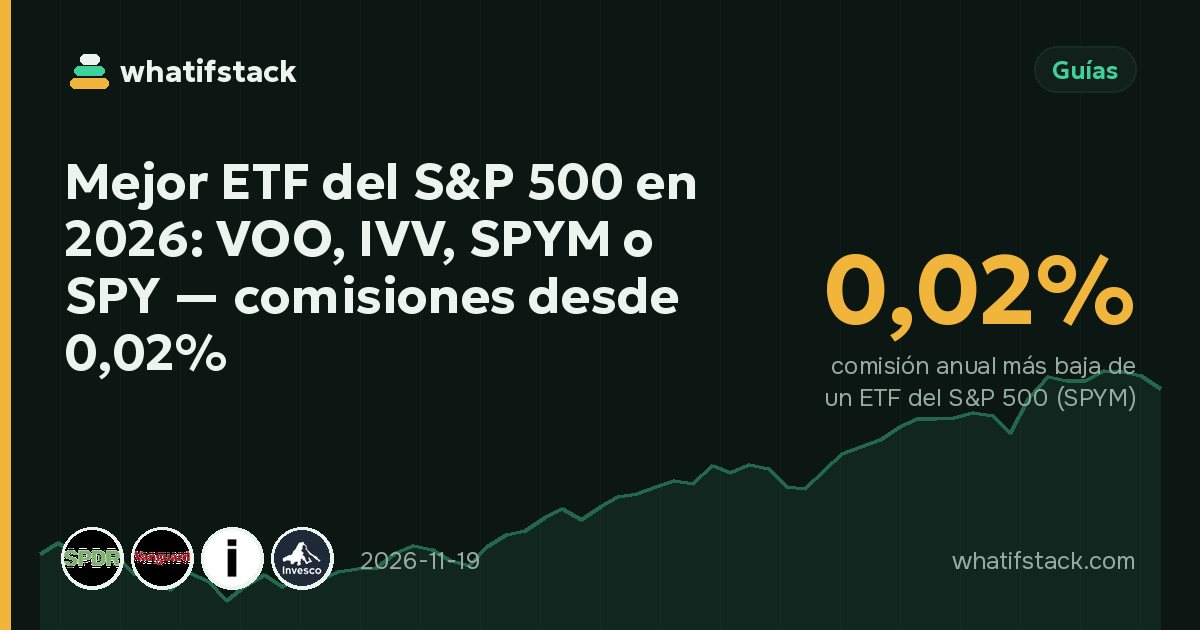 whatifstack
Guías
Mejor ETF del S&P 500 en
2026: VOO, IVV, SPYM o
SPY — comisiones desde
0,02%
0,02%
comisión anual más baja de
un ETF del S&P 500 (SPYM)
SPDR
Vanguard
i
Invesco
2026-11-19
whatifstack.com